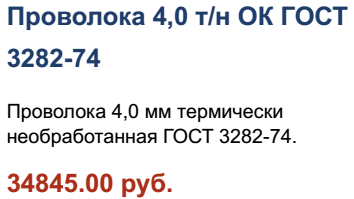 Проволока 4,0 т/н ОК ГОСТ
3282-74
Проволока 4,0 мм термически
необработанная ГОСТ 3282-74.
34845.00 руб.